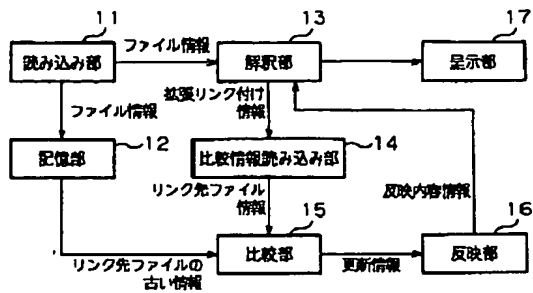 11
13
17
読み込み部
ファイル情報
解釈部
呈示部
ファイル情報
拡張リンク付け
情報
12
14
記憶部
比較情報読み込み部
リンク先ファイル
情報
反映内容情報
15
16
比較部
反映部
リンク先ファイルの
古い情報
更新情報